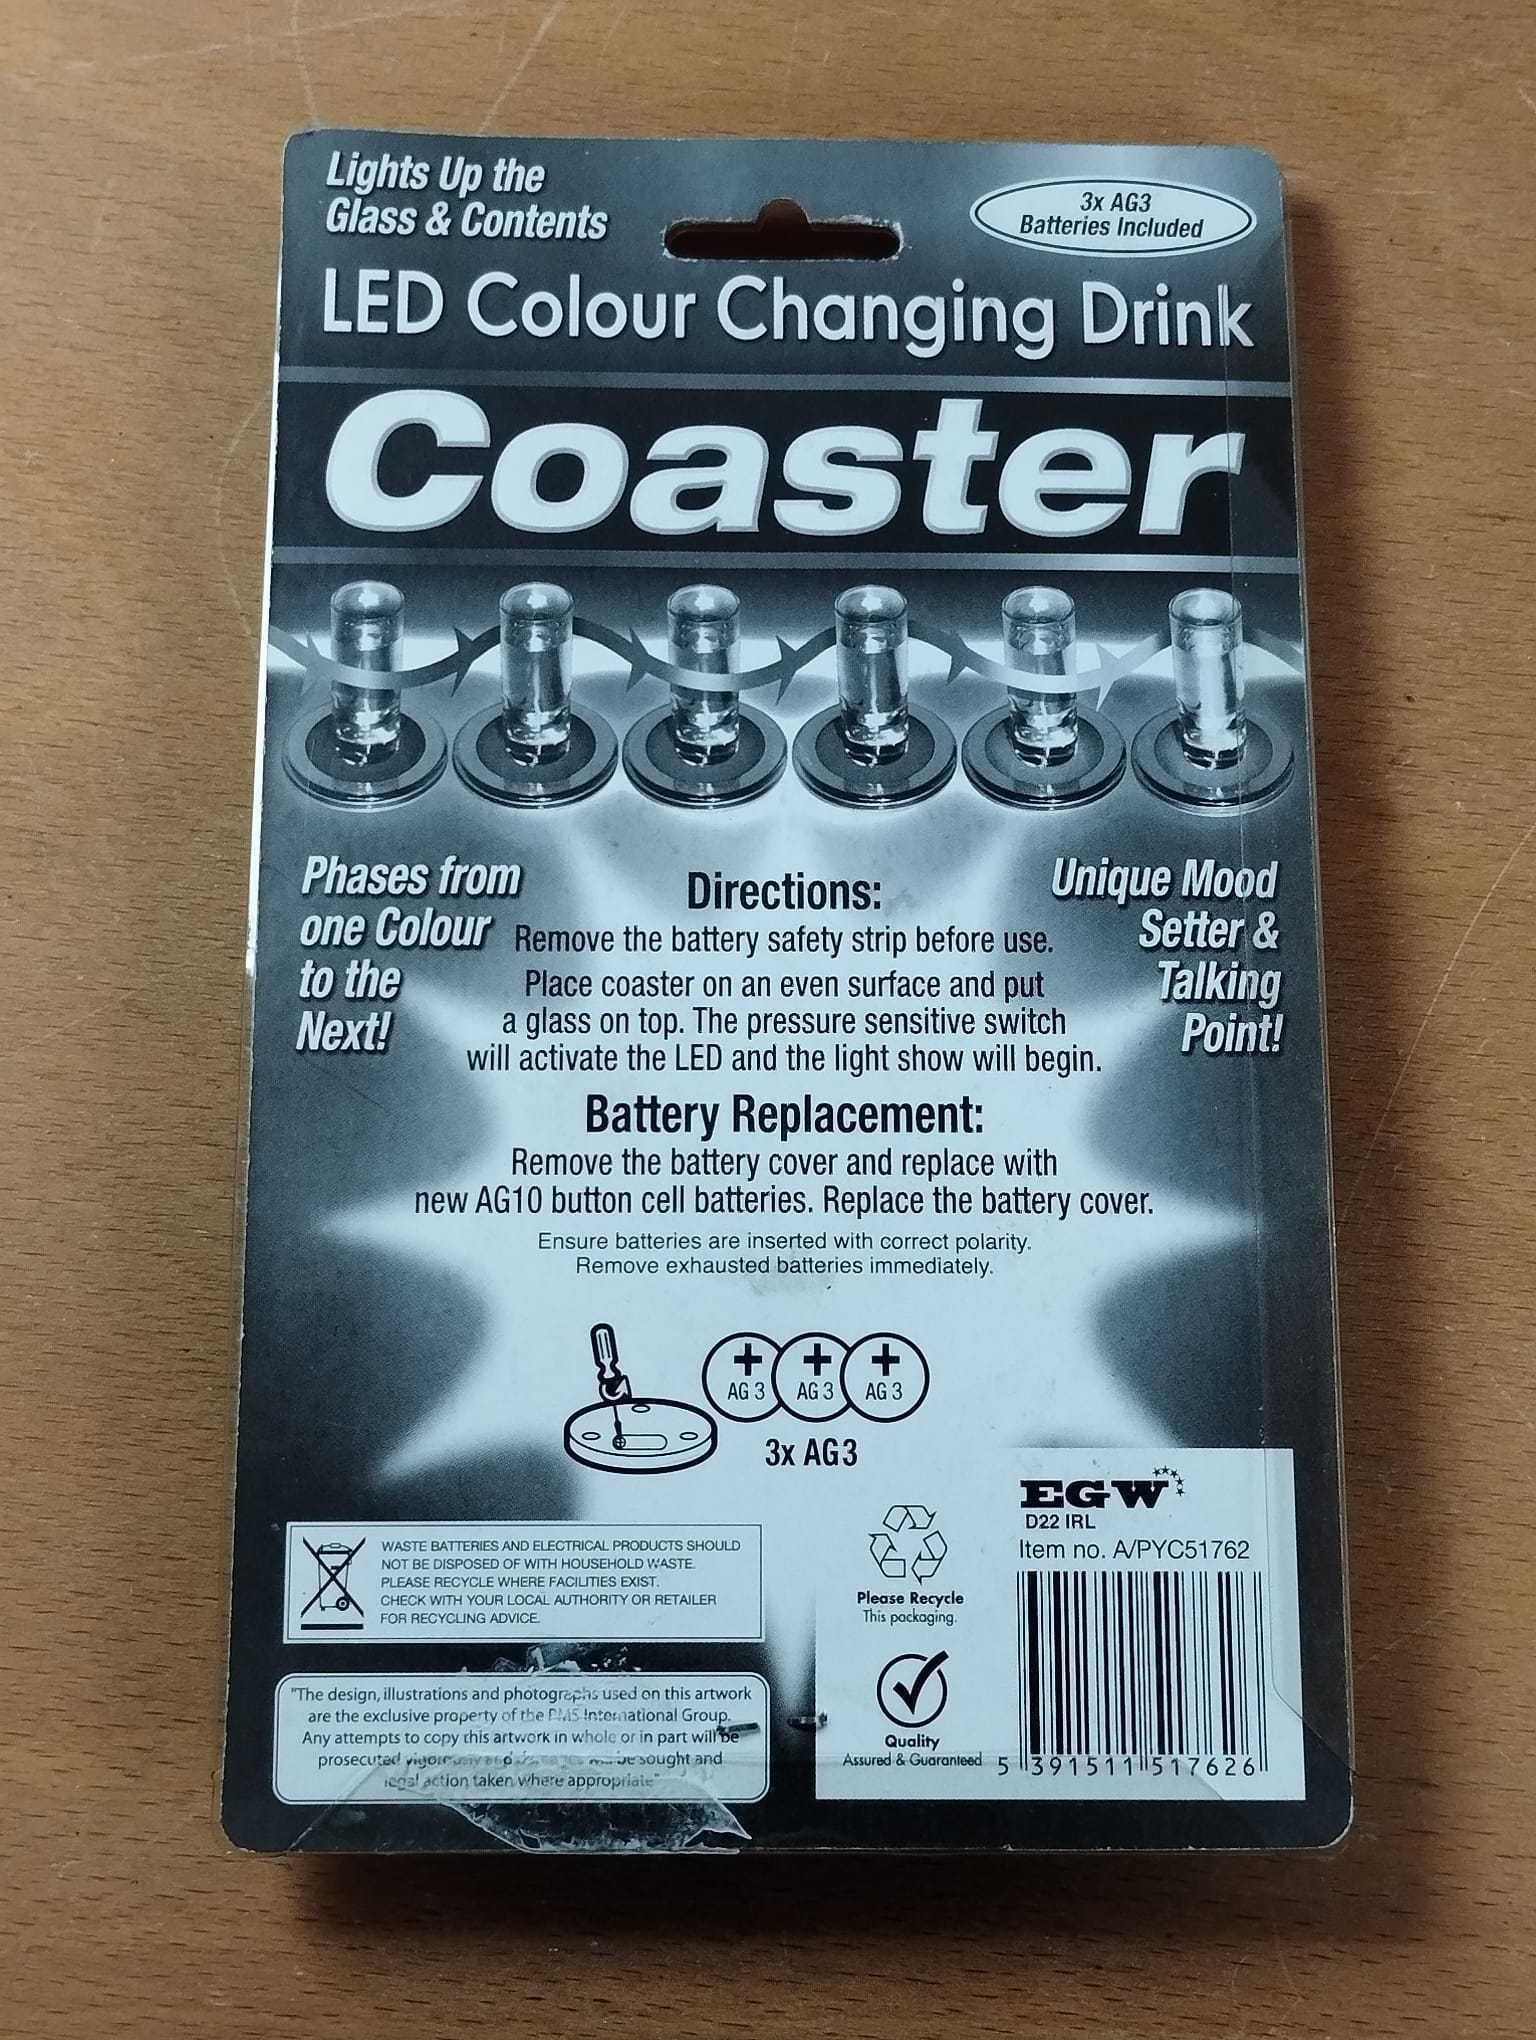 Lights Up the
Glass & Contents
3x AG3
Batteries Included
LED Colour Changing Drink
Coaster
Phases from
one Colour
to the
Next!
Directions:
Remove the battery safety strip before use.
Place coaster on an even surface and put
a glass on top. The pressure sensitive switch
will activate the LED and the light show will begin.
Unique Mood
Setter &
Talking
Point!
Battery Replacement:
Remove the battery cover and replace with
new AG10 button cell batteries. Replace the battery cover.
Ensure batteries are inserted with correct polarity.
Remove exhausted batteries immediately.
+ + +
AG 3 AG 3 AG 3
3x AG3
WASTE BATTERIES AND ELECTRICAL PRODUCTS SHOULD
NOT BE DISPOSED OF WITH HOUSEHOLD WASTE.
PLEASE RECYCLE WHERE FACILITIES EXIST.
CHECK WITH YOUR LOCAL AUTHORITY OR RETAILER
FOR RECYCLING ADVICE.
"The design, illustrations and photographs used on this artwork
are the exclusive property of the PMS International Group.
Any attempts to copy this artwork in whole or in part will be
prosecuted vigorously and be sought and
legal action taken where appropriate"
Please Recycle
This packaging.
Quality
Assured & Guaranteed
EGW
D22 IRL
Item no. A/PYC51762
5 391511 517626